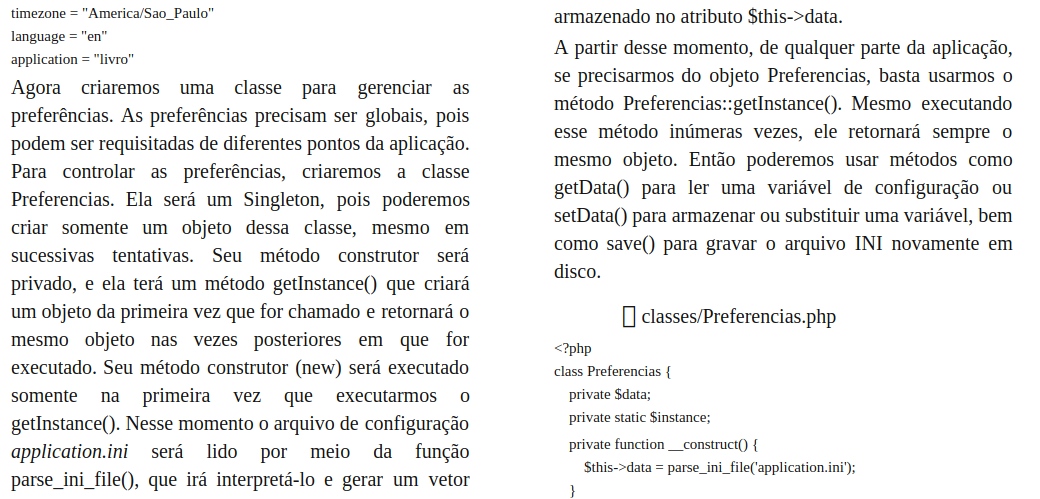 timezone = "America/Sao_Paulo"
language = "en"
application = "livro"
Agora criaremos uma classe para gerenciar as
preferências. As preferências precisam ser globais, pois
podem ser requisitadas de diferentes pontos da aplicação.
Para controlar as preferências, criaremos a classe
Preferencias. Ela será um Singleton, pois poderemos
criar somente um objeto dessa classe, mesmo em
sucessivas tentativas. Seu método construtor será
privado, e ela terá um método getInstance() que criará
um objeto da primeira vez que for chamado e retornará o
mesmo objeto nas vezes posteriores em que for
executado. Seu método construtor (new) será executado
somente na primeira vez que executarmos o
getInstance(). Nesse momento o arquivo de configuração
application.ini será lido por meio da função
parse_ini_file(), que irá interpretá-lo e gerar um vetor
armazenado no atributo $this->data.
A partir desse momento, de qualquer parte da aplicação,
se precisarmos do objeto Preferencias, basta usarmos o
método Preferencias::getInstance(). Mesmo executando
esse método inúmeras vezes, ele retornará sempre o
mesmo objeto. Então poderemos usar métodos como
getData() para ler uma variável de configuração ou
setData() para armazenar ou substituir uma variável, bem
como save() para gravar o arquivo INI novamente em
disco.
classes/Preferencias.php
<?php
class Preferencias {
private $data;
private static $instance;
private function __construct() {
$this->data = parse_ini_file('application.ini');
}